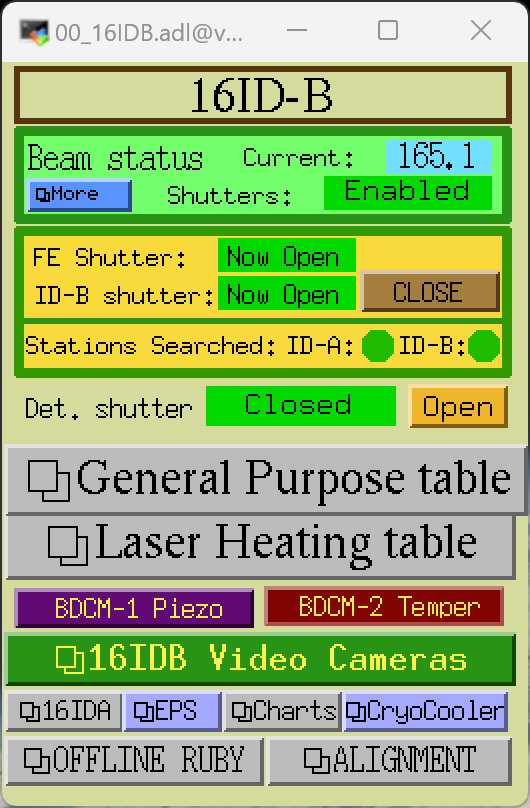 00_16IDB.adl@v...
16ID-B
Beam status Current: 165.1
More Shutters: Enabled
FE Shutter: Now Open
ID-B shutter: Now Open CLOSE
Stations Searched: ID-A: ID-B:
Det. shutter Closed Open
General Purpose table
Laser Heating table
BDCM-1 Piezo BDCM-2 Temper
16IDB Video Cameras
16IDA EPS Charts CryoCooler
OFFLINE RUBY ALIGNMENT